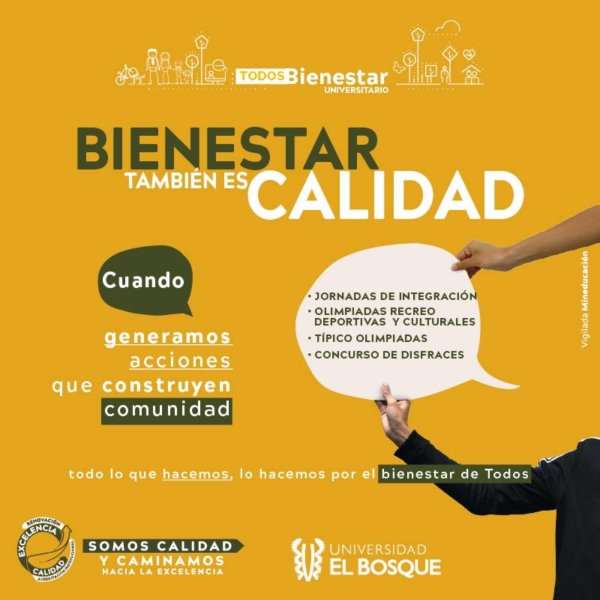 TODOS Bienestar
UNIVERSITARIO
BIENESTAR
TAMBIÉN ES CALIDAD
Cuando
generamos
acciones
que construyen
comunidad
• JORNADAS DE INTEGRACIÓN
• OLIMPIADAS RECREO
DEPORTIVAS Y CULTURALES
• TÍPICO OLIMPIADAS
• CONCURSO DE DISFRACES
Vigilada Mineducación
todo lo que hacemos, lo hacemos por el bienestar de Todos
RENOVACIÓN
EXCELENCIA
CALIDAD
SOMOS CALIDAD
Y CAMINAMOS
HACIA LA EXCELENCIA
UNIVERSIDAD
EL BOSQUE